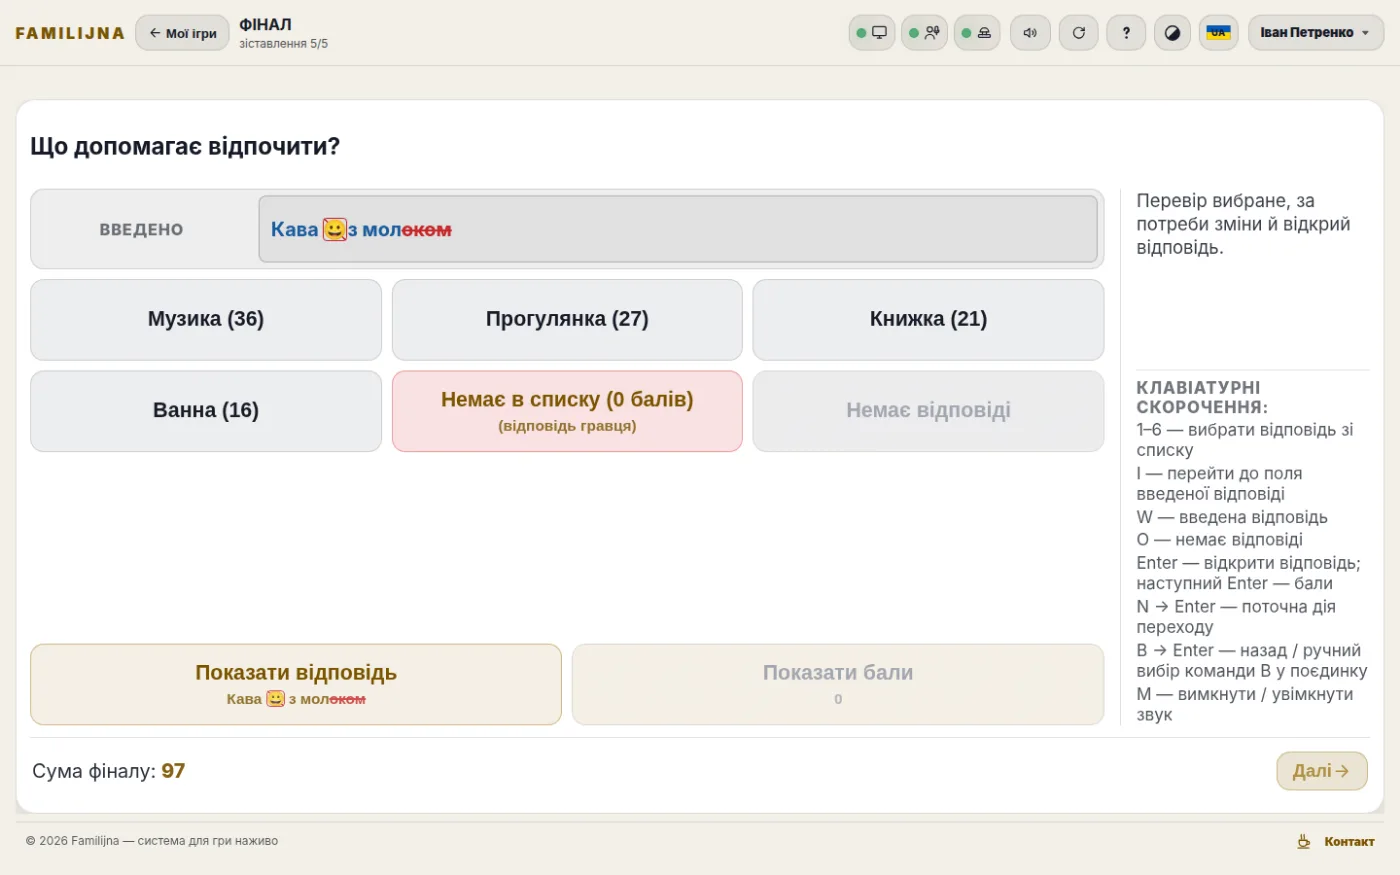 FAMILIJNA
← Мої ігри
ФІНАЛ
зіставлення 5/5
?
UA
Іван Петренко
Що допомагає відпочити?
ВВЕДЕНО
Кава 😀з молоком
Музика (36)
Прогулянка (27)
Книжка (21)
Ванна (16)
Немає в списку (0 балів)
(відповідь гравця)
Немає відповіді
Показати відповідь
Кава 😀 з молоком
Показати бали
0
Перевір вибране, за
потреби зміни й відкрий
відповідь.
КЛАВІАТУРНІ
СКОРОЧЕННЯ:
1–6 — вибрати відповідь зі
списку
I — перейти до поля
введеної відповіді
W — введена відповідь
O — немає відповіді
Enter — відкрити відповідь;
наступний Enter — бали
N → Enter — поточна дія
переходу
B → Enter — назад / ручний
вибір команди B у поєдинку
M — вимкнути / увімкнути
звук
Сума фіналу: 97
Далі →
© 2026 Familijna — система для гри наживо
Контакт